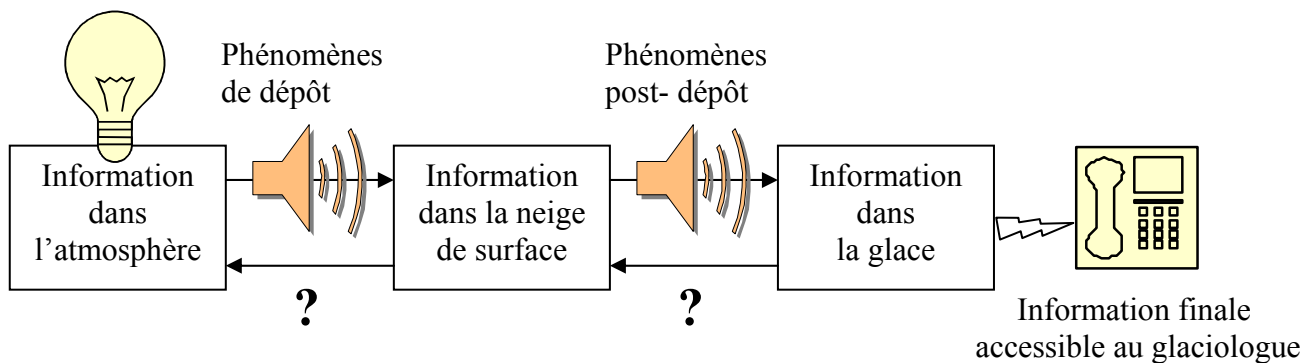 Phénomènes
de dépôt
Phénomènes
post- dépôt
Information
dans
l’atmosphère
Information
dans la neige
de surface
Information
dans
la glace
?
?
Information finale
accessible au glaciologue